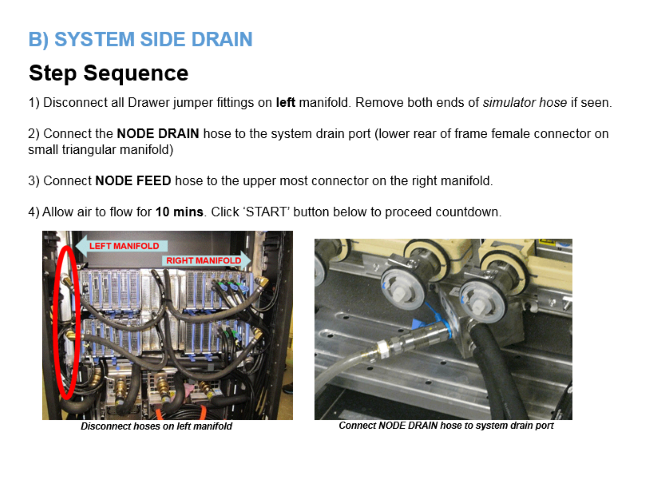 B) SYSTEM SIDE DRAIN
Step Sequence
1) Disconnect all Drawer jumper fittings on left manifold. Remove both ends of simulator hose if seen.
2) Connect the NODE DRAIN hose to the system drain port (lower rear of frame female connector on
small triangular manifold)
3) Connect NODE FEED hose to the upper most connector on the right manifold.
4) Allow air to flow for 10 mins. Click ‘START’ button below to proceed countdown.
LEFT MANIFOLD
RIGHT MANIFOLD
Disconnect hoses on left manifold
Connect NODE DRAIN hose to system drain port